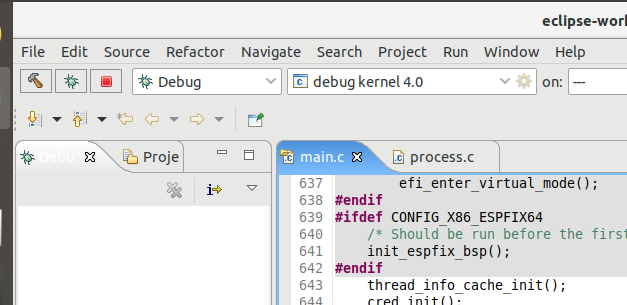 eclipse-wor
File Edit Source Refactor Navigate Search Project Run Window Help
Debug debug kernel 4.0 on: ---
Debu Proje main.c process.c
637 efi_enter_virtual_mode();
638 #endif
639 #ifdef CONFIG_X86_ESPFIX64
640 /* Should be run before the first
641 init_espfix_bsp();
642 #endif
643 thread_info_cache_init();
644 cred_init();